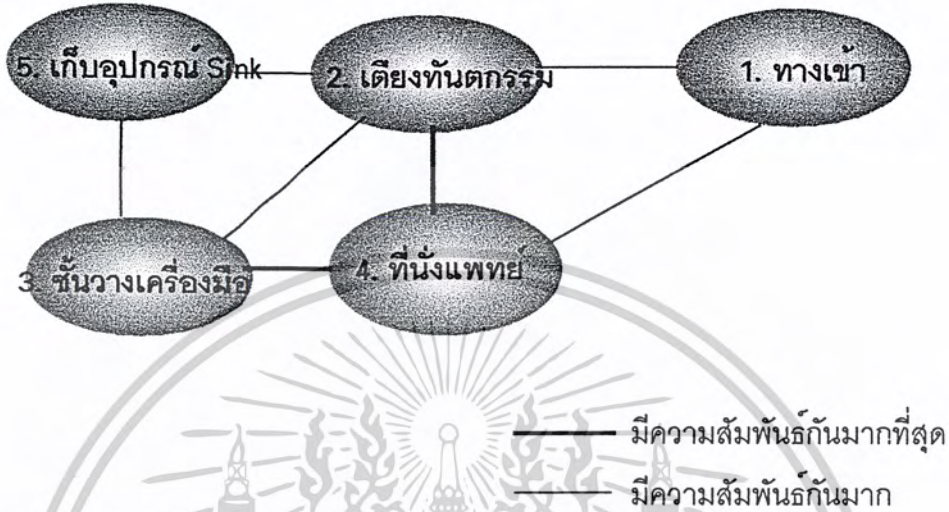 5. เก็บอุปกรณ์ Sink
2. เตียงทันตกรรม
1. ทางเข้า
3. ชั้นวางเครื่องมือ
4. ที่นั่งแพทย์
มีความสัมพันธ์กันมากที่สุด
มีความสัมพันธ์กันมาก